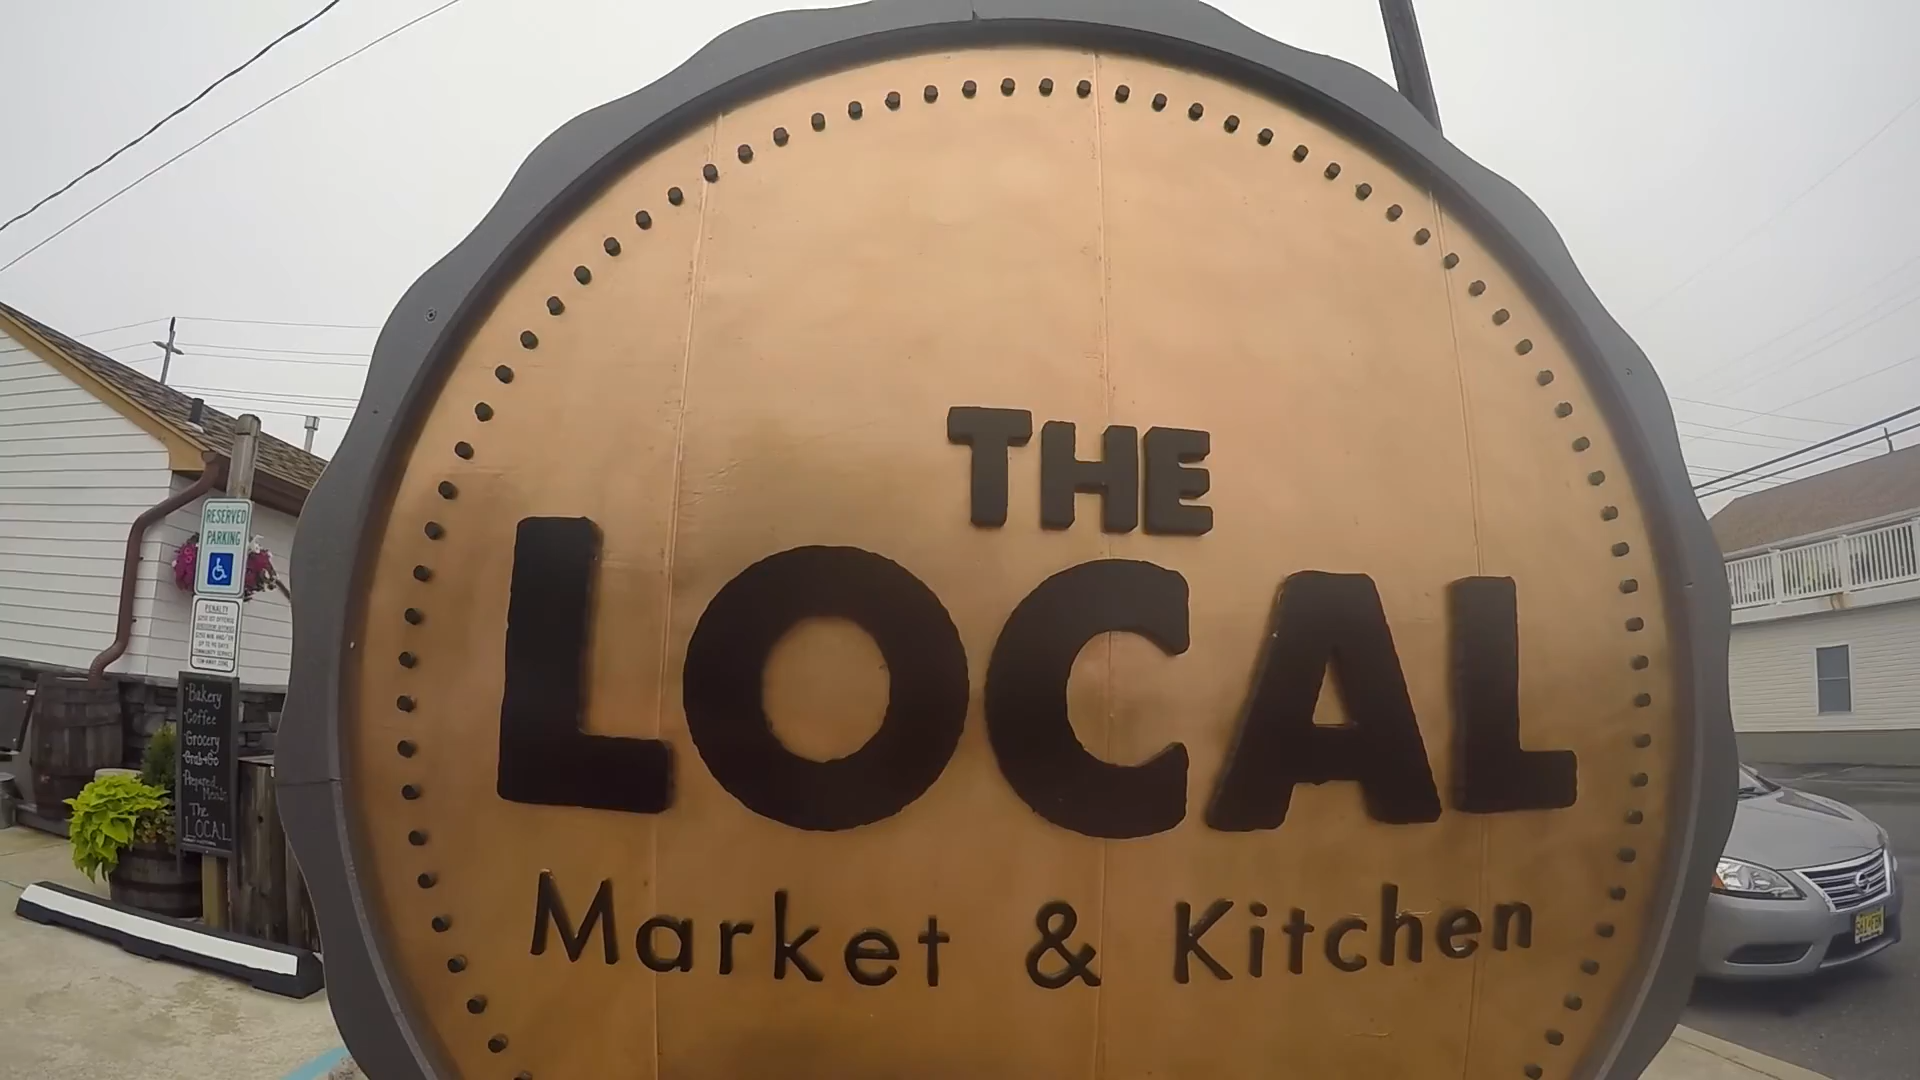 THE
LOCAL
Market & Kitchen
RESERVED
PARKING
PENALTY
Bakery
Coffee
Grocery
Grab+Go
Prepared
Meals
The
LOCAL